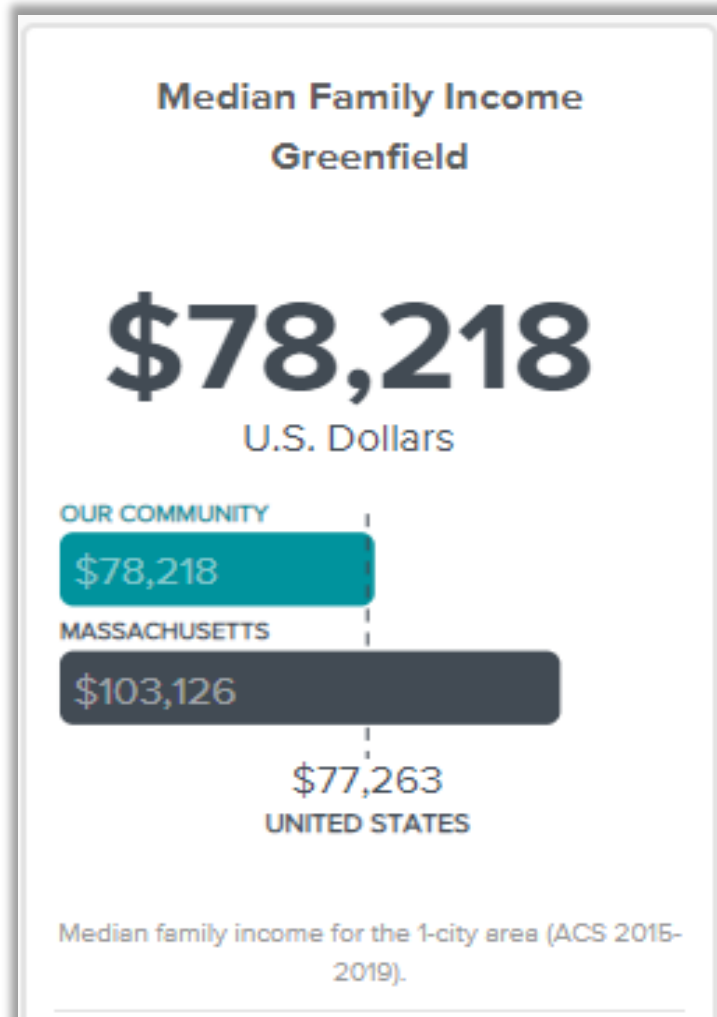 Median Family Income
Greenfield
$78,218
U.S. Dollars
OUR COMMUNITY
$78,218
MASSACHUSETTS
$103,126
$77,263
UNITED STATES
Median family income for the 1-city area (ACS 2015-
2019).